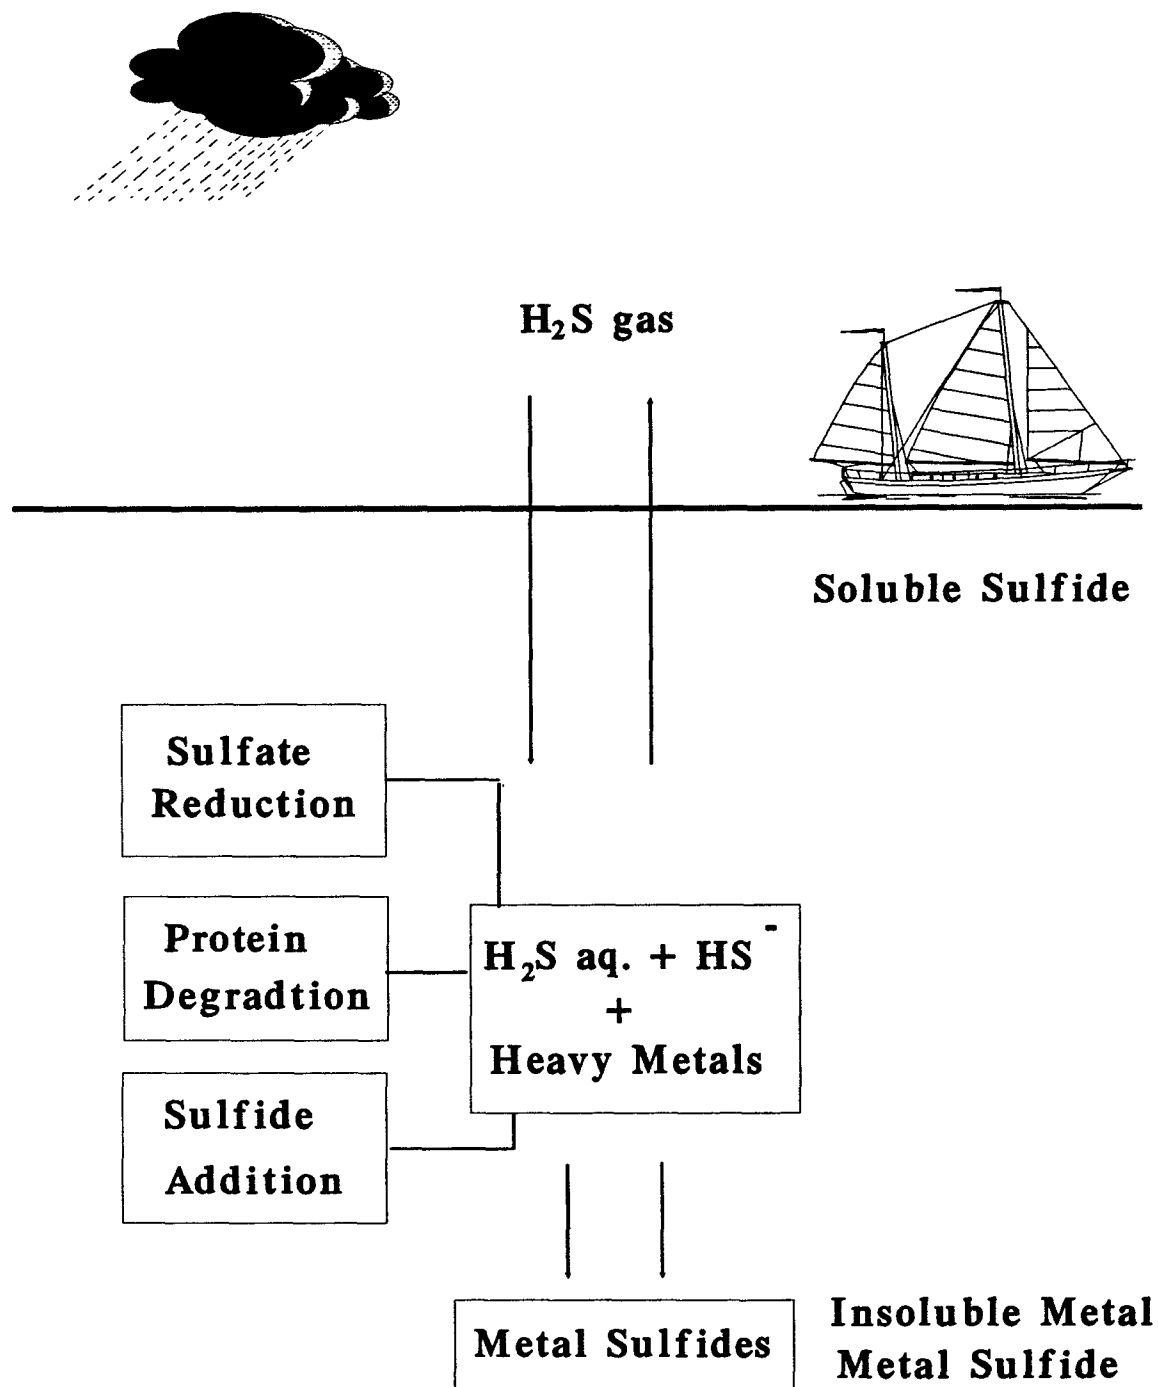 H₂S gas
Soluble Sulfide
Sulfate
Reduction
Protein
Degradtion
H₂S aq. + HS⁻
+
Heavy Metals
Sulfide
Addition
Metal Sulfides
Insoluble Metal
Metal Sulfide